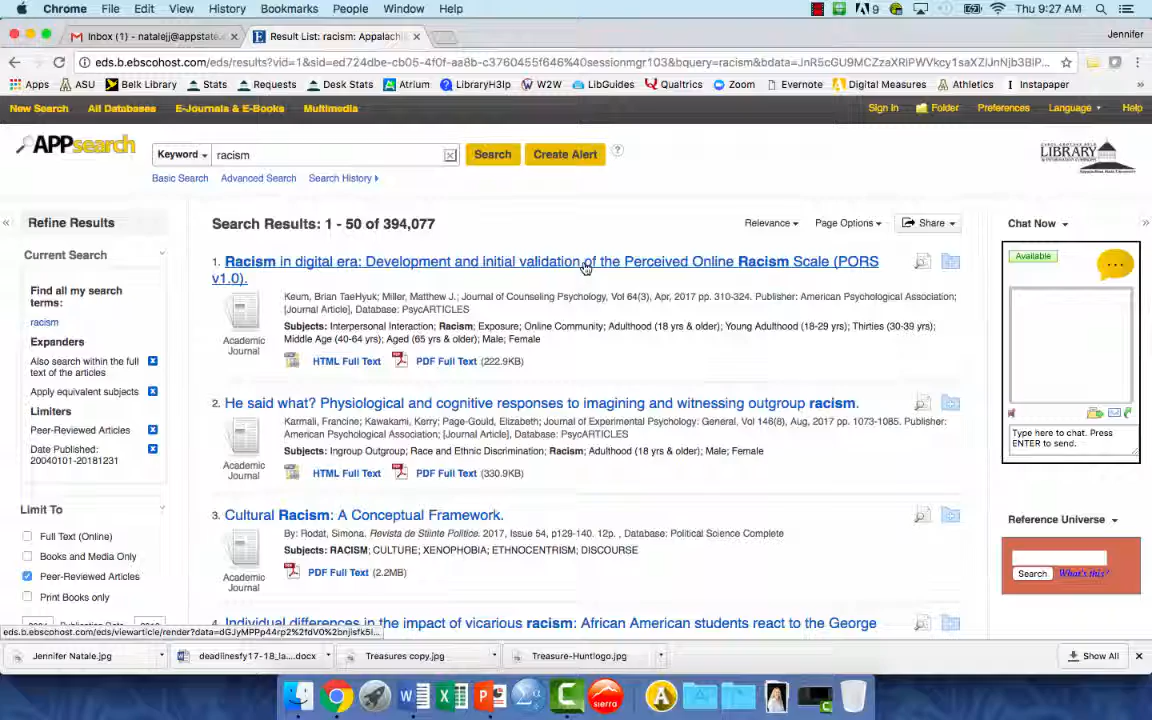 Chrome File Edit View History Bookmarks People Window Help 9 Thu 9:27 AM
Inbox (1) - natalejj@appstate. Result List: racism: Appalachi Jennifer
eds.b.ebscohost.com/eds/results?vid=1&sid=ed724dbe-cb05-4f0f-aa8b-c3760455f646%40sessionmgr103&bquery=racism&bdata=JnR5cGU9MCZzaXRlPWVkcy1saXZlJnNjb3BlP...
Apps ASU Belk Library Stats Requests Desk Stats Atrium LibraryH3lp W2W LibGuides Qualtrics Zoom Evernote Digital Measures Athletics Instapaper »
New Search All Databases E-Journals & E-Books Multimedia Sign In Folder Preferences Language Help
APPsearch
Keyword racism Search Create Alert ?
LIBRARY
Basic Search Advanced Search Search History
« Refine Results
Search Results: 1 - 50 of 394,077 Relevance Page Options Share
Chat Now »
Current Search
Find all my search terms:
racism
Expanders
Also search within the full text of the articles
Apply equivalent subjects
Limiters
Peer-Reviewed Articles
Date Published:
20040101-20181231
Limit To
Full Text (Online)
Books and Media Only
Peer-Reviewed Articles
Print Books only
1. Racism in digital era: Development and initial validation of the Perceived Online Racism Scale (PORS
v1.0).
Keum, Brian TaeHyuk; Miller, Matthew J.; Journal of Counseling Psychology, Vol 64(3), Apr, 2017 pp. 310-324. Publisher: American Psychological Association;
[Journal Article], Database: PsycARTICLES
Subjects: Interpersonal Interaction; Racism; Exposure; Online Community; Adulthood (18 yrs & older); Young Adulthood (18-29 yrs); Thirties (30-39 yrs);
Middle Age (40-64 yrs); Aged (65 yrs & older); Male; Female
Academic
Journal
HTML Full Text PDF Full Text (222.9KB)
2. He said what? Physiological and cognitive responses to imagining and witnessing outgroup racism.
Karmali, Francine; Kawakami, Kerry; Page-Gould, Elizabeth; Journal of Experimental Psychology: General, Vol 146(8), Aug, 2017 pp. 1073-1085. Publisher:
American Psychological Association; [Journal Article], Database: PsycARTICLES
Subjects: Ingroup Outgroup; Race and Ethnic Discrimination; Racism; Adulthood (18 yrs & older); Male; Female
Academic
Journal
HTML Full Text PDF Full Text (330.9KB)
3. Cultural Racism: A Conceptual Framework.
By: Rodat, Simona. Revista de Stiinte Politice. 2017, Issue 54, p129-140. 12p. , Database: Political Science Complete
Subjects: RACISM; CULTURE; XENOPHOBIA; ETHNOCENTRISM; DISCOURSE
Academic
Journal
PDF Full Text (2.2MB)
4. Individual differences in the impact of vicarious racism: African American students react to the George
Available
Type here to chat. Press
ENTER to send.
Reference Universe
Search What's this?
Jennifer Natale.jpg deadlinesfy17-18_la....docx Treasures copy.jpg Treasure-Huntlogo.jpg Show All
sierra